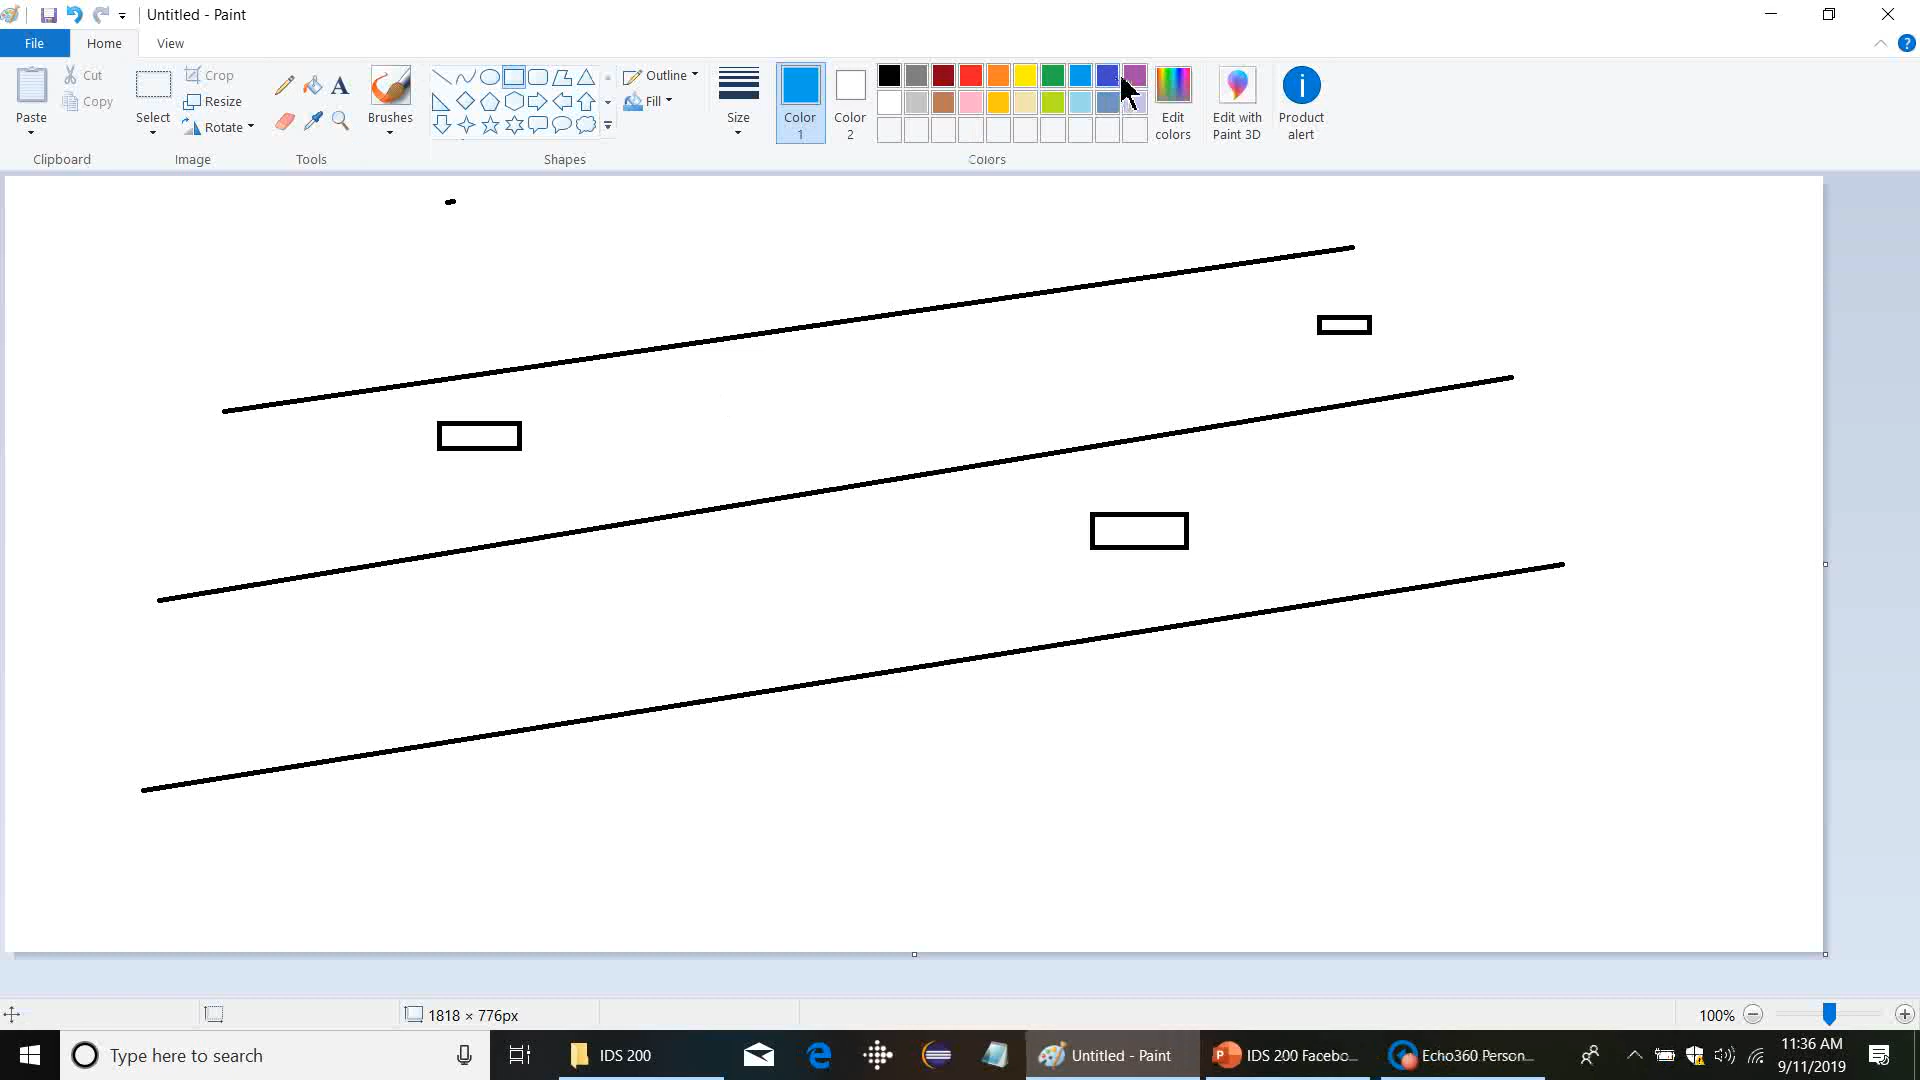 Untitled - Paint
File Home View
Paste
Cut
Copy
Clipboard
Select
Crop
Resize
Rotate
Image
A
Tools
Brushes
Shapes
Outline
Fill
Size
Color 1
Color 2
Colors
Edit colors
Edit with Paint 3D
Product alert
1818 × 776px
100%
Type here to search
IDS 200
Untitled - Paint
IDS 200 Facebo...
Echo360 Person...
11:36 AM
9/11/2019